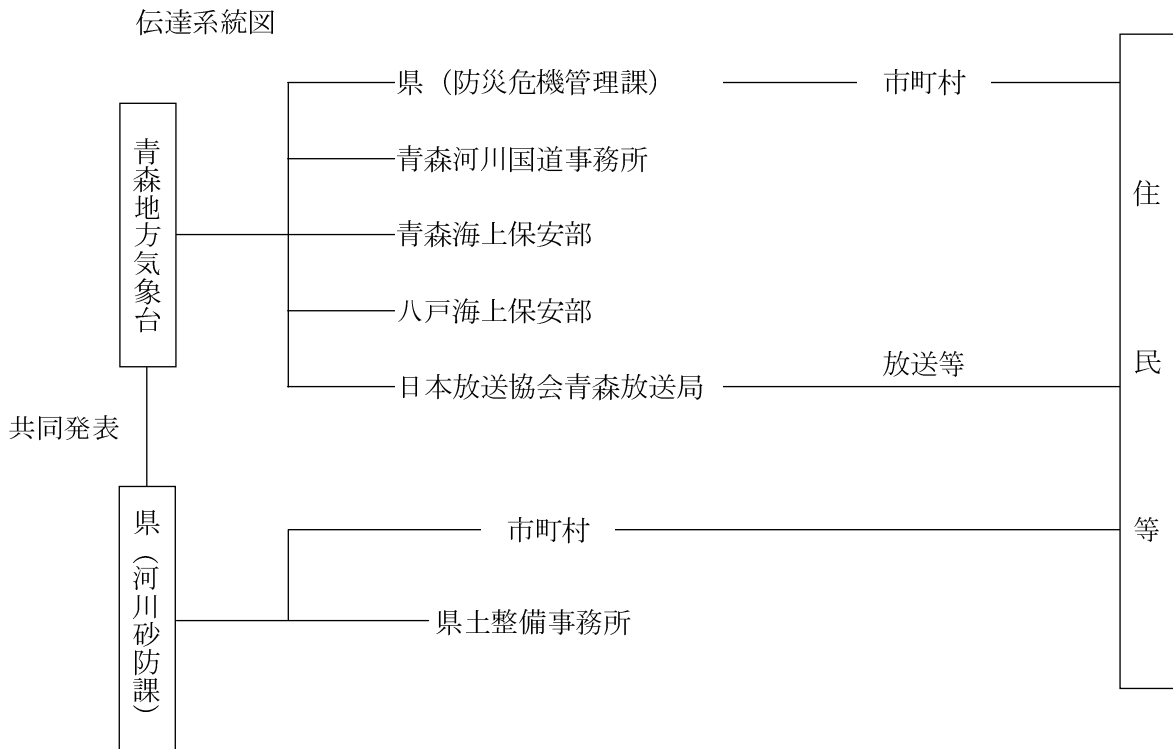 伝達系統図
県（防災危機管理課）
市町村
青森地方気象台
青森河川国道事務所
青森海上保安部
八戸海上保安部
日本放送協会青森放送局
放送等
住民等
共同発表
県（河川砂防課）
市町村
県土整備事務所